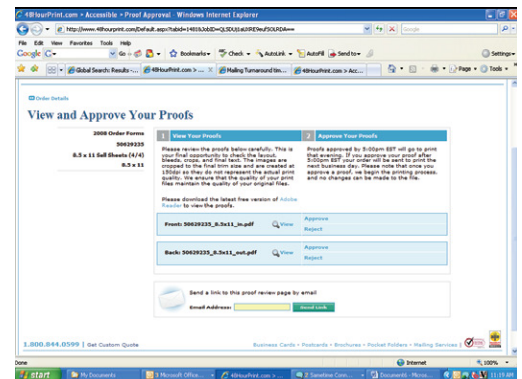 48HourPrint.com > Accessible > Proof Approval - Windows Internet Explorer
File Edit View Favorites Tools Help
Google Go Bookmarks Check AutoLink AutoFill Send to Settings
Global Search: Results -... 48HourPrint.com > ... Mailing Turnaround tim... 48HourPrint.com > Acc... Page Tools
Order Details
View and Approve Your Proofs
2008 Order Forms
50629235
8.5 x 11 Sell Sheets (4/4)
8.5 x 11
1 View Your Proofs
Please review the proofs below carefully. This is
your final opportunity to check the layout,
bleeds, crops, and final text. The images are
cropped to the final trim size and are created at
150dpi so they do not represent the actual print
quality. We ensure that the quality of your print
files maintain the quality of your original files.
Please download the latest free version of Adobe
Reader to view the proofs.
2 Approve Your Proofs
Proofs approved by 5:00pm EST will go to print
that evening. If you approve your proof after
5:00pm EST your order will be sent to print the
next business day. Please note that once you
approve a proof, we begin the printing process,
and no changes can be made to the file.
Front: 50629235_8.5x11_in.pdf View Approve
Reject
Back: 50629235_8.5x11_out.pdf View Approve
Reject
Send a link to this proof review page by email
Email Address: Send Link
1.800.844.0599 | Get Custom Quote Business Cards • Postcards • Brochures • Pocket Folders • Mailing Services |
Done Internet 100%
start My Documents 3 Microsoft Office... 48HourPrint.com > ... 2 Sametime Conn... Documents - Micros... 11:19 AM